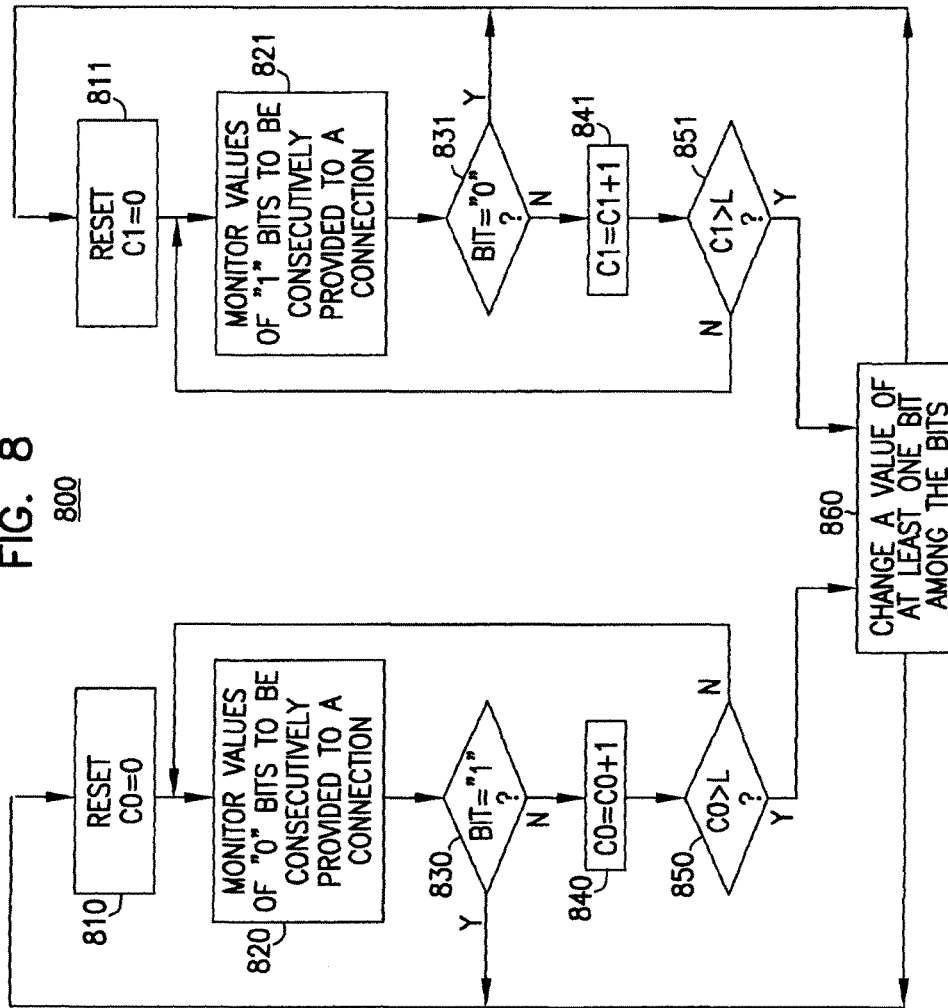 FIG. 8
800
810
RESET
C0=0
820
MONITOR VALUES
OF "0" BITS TO BE
CONSECUTIVELY
PROVIDED TO A
CONNECTION
830
BIT="1"
?
Y
N
840
C0=C0+1
850
C0>L
?
N
Y
811
RESET
C1=0
821
MONITOR VALUES
OF "1" BITS TO BE
CONSECUTIVELY
PROVIDED TO A
CONNECTION
831
BIT="0"
?
Y
N
841
C1=C1+1
851
C1>L
?
N
Y
860
CHANGE A VALUE OF
AT LEAST ONE BIT
AMONG THE BITS